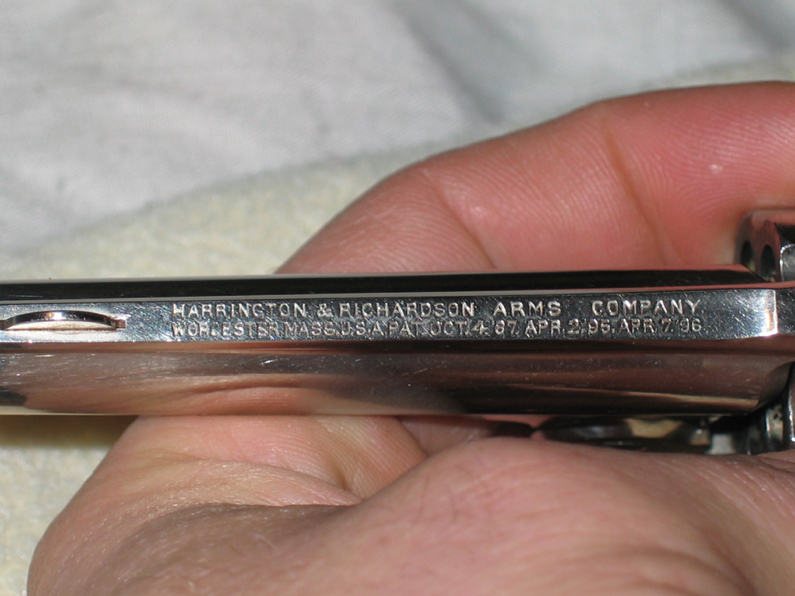 HARRINGTON & RICHARDSON ARMS COMPANY.
WORCESTER, MASS. U.S.A. PAT. OCT. 4, '87. APR. 2, '95. APR. 7, '96